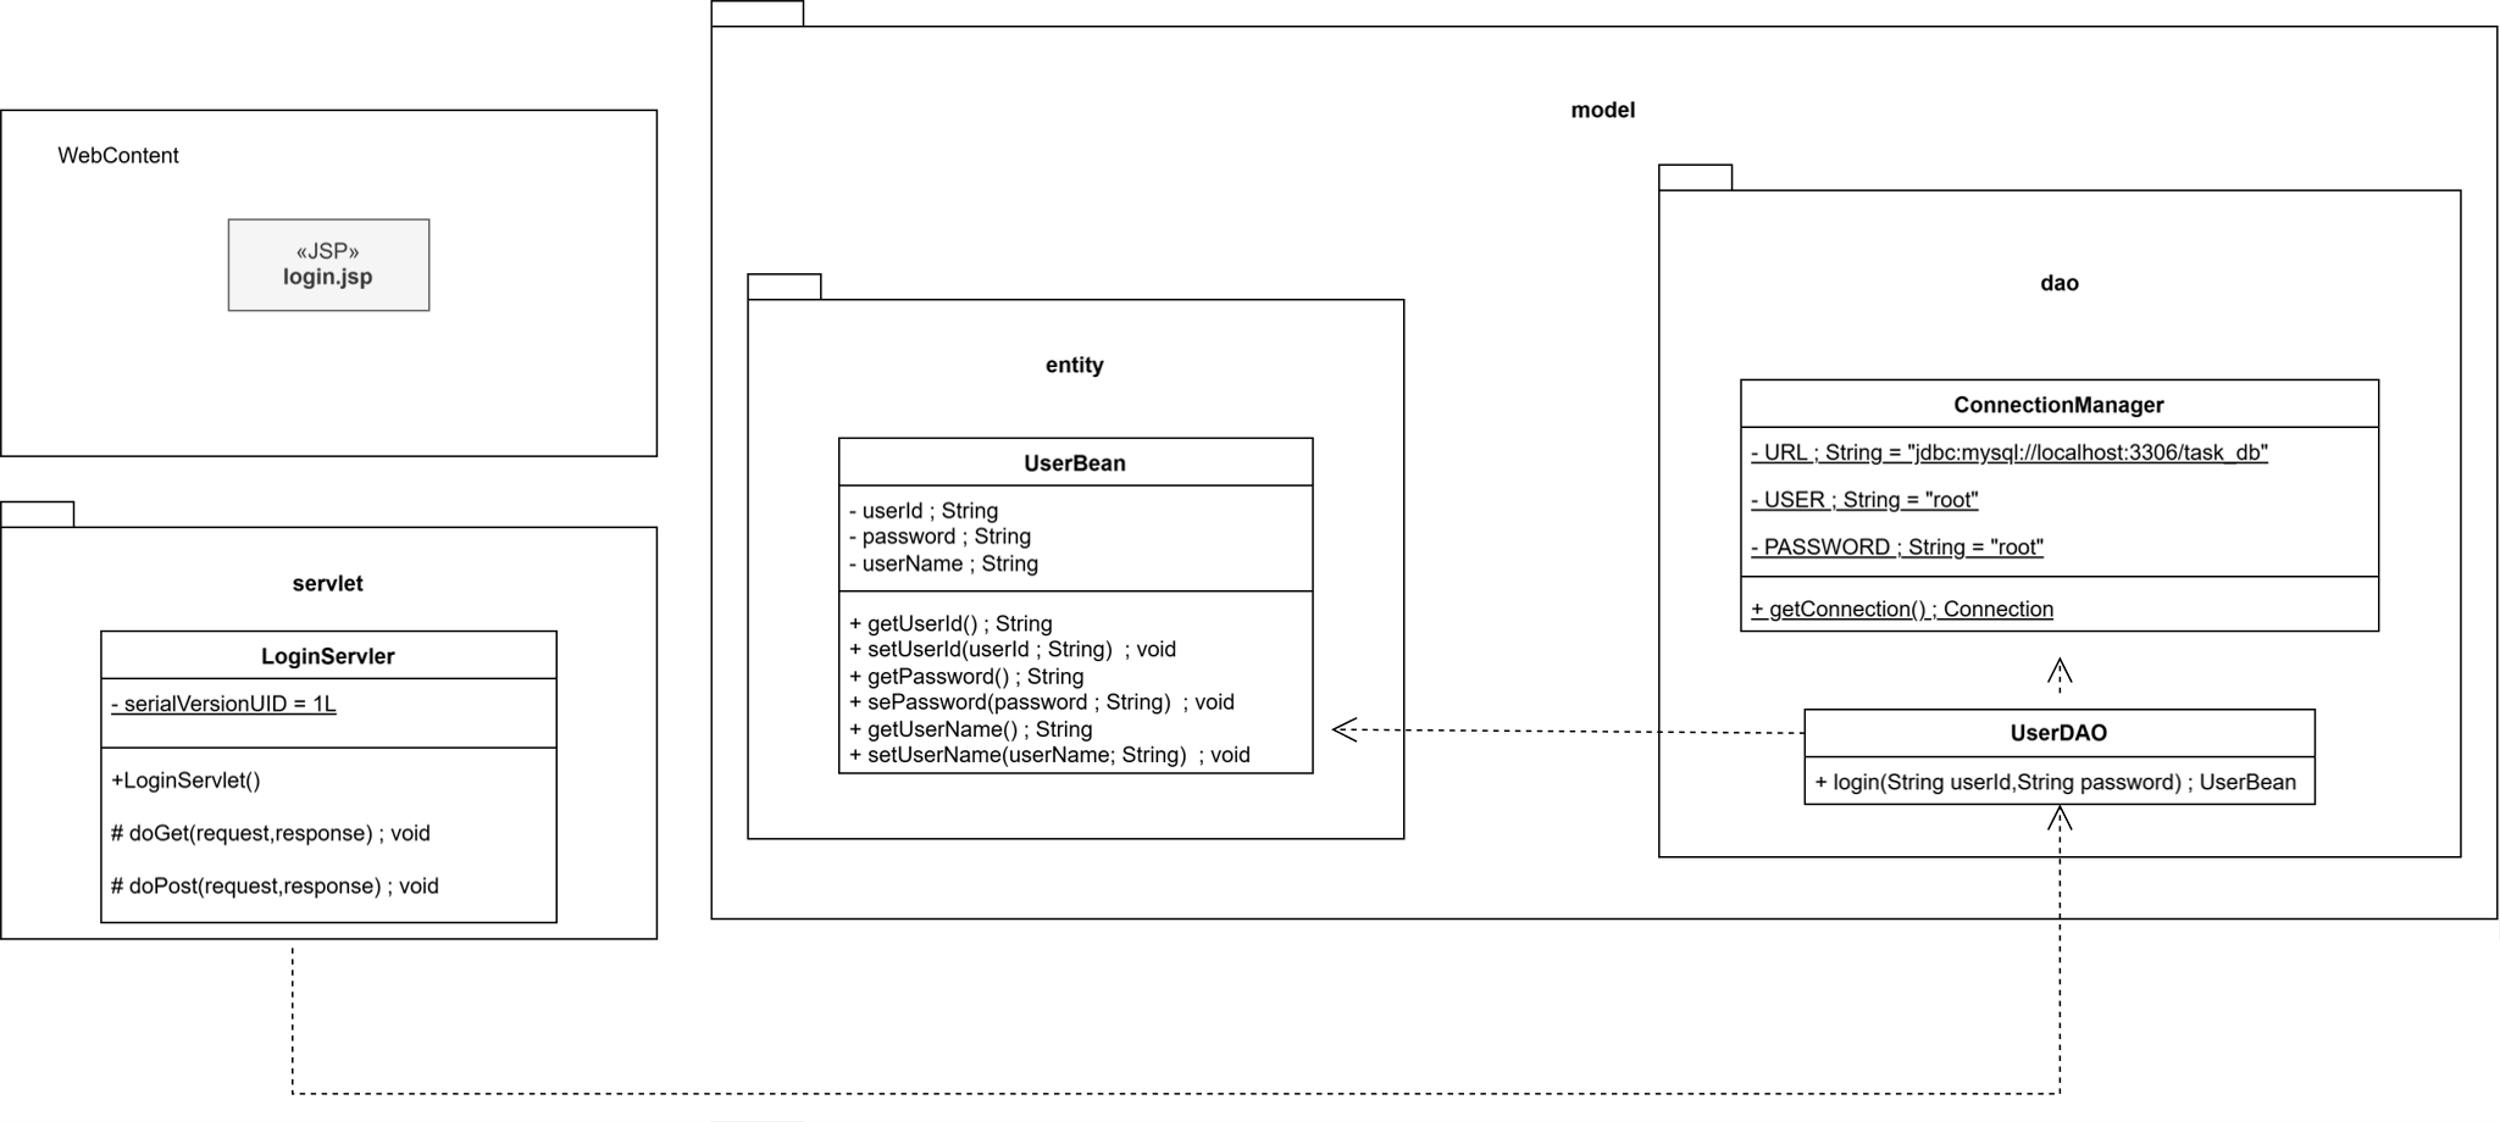 WebContent
«JSP»
login.jsp
servlet
LoginServler
- serialVersionUID = 1L
+LoginServlet()
# doGet(request,response) ; void
# doPost(request,response) ; void
model
entity
UserBean
- userId ; String
- password ; String
- userName ; String
+ getUserId() ; String
+ setUserId(userId ; String)  ; void
+ getPassword() ; String
+ sePassword(password ; String)  ; void
+ getUserName() ; String
+ setUserName(userName; String)  ; void
dao
ConnectionManager
- URL ; String = "jdbc:mysql://localhost:3306/task_db"
- USER ; String = "root"
- PASSWORD ; String = "root"
+ getConnection() ; Connection
UserDAO
+ login(String userId,String password) ; UserBean